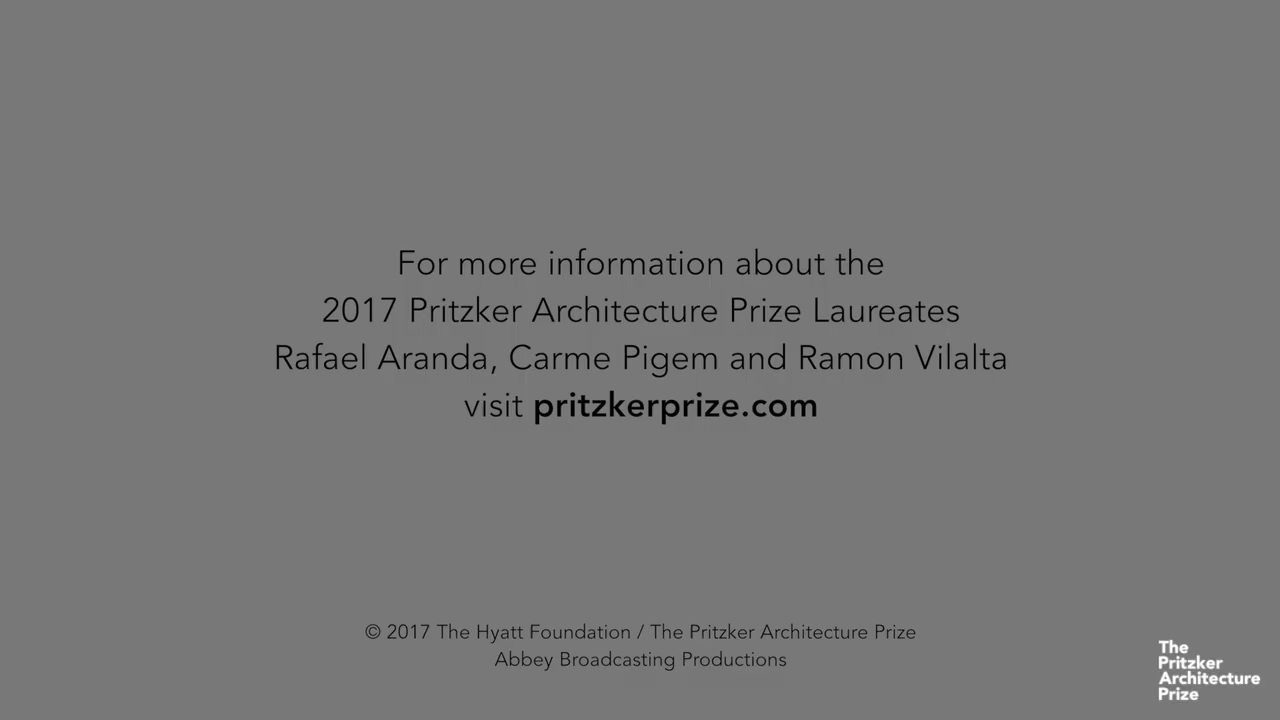 For more information about the
2017 Pritzker Architecture Prize Laureates
Rafael Aranda, Carme Pigem and Ramon Vilalta
visit pritzkerprize.com
© 2017 The Hyatt Foundation / The Pritzker Architecture Prize
Abbey Broadcasting Productions
The
Pritzker
Architecture
Prize